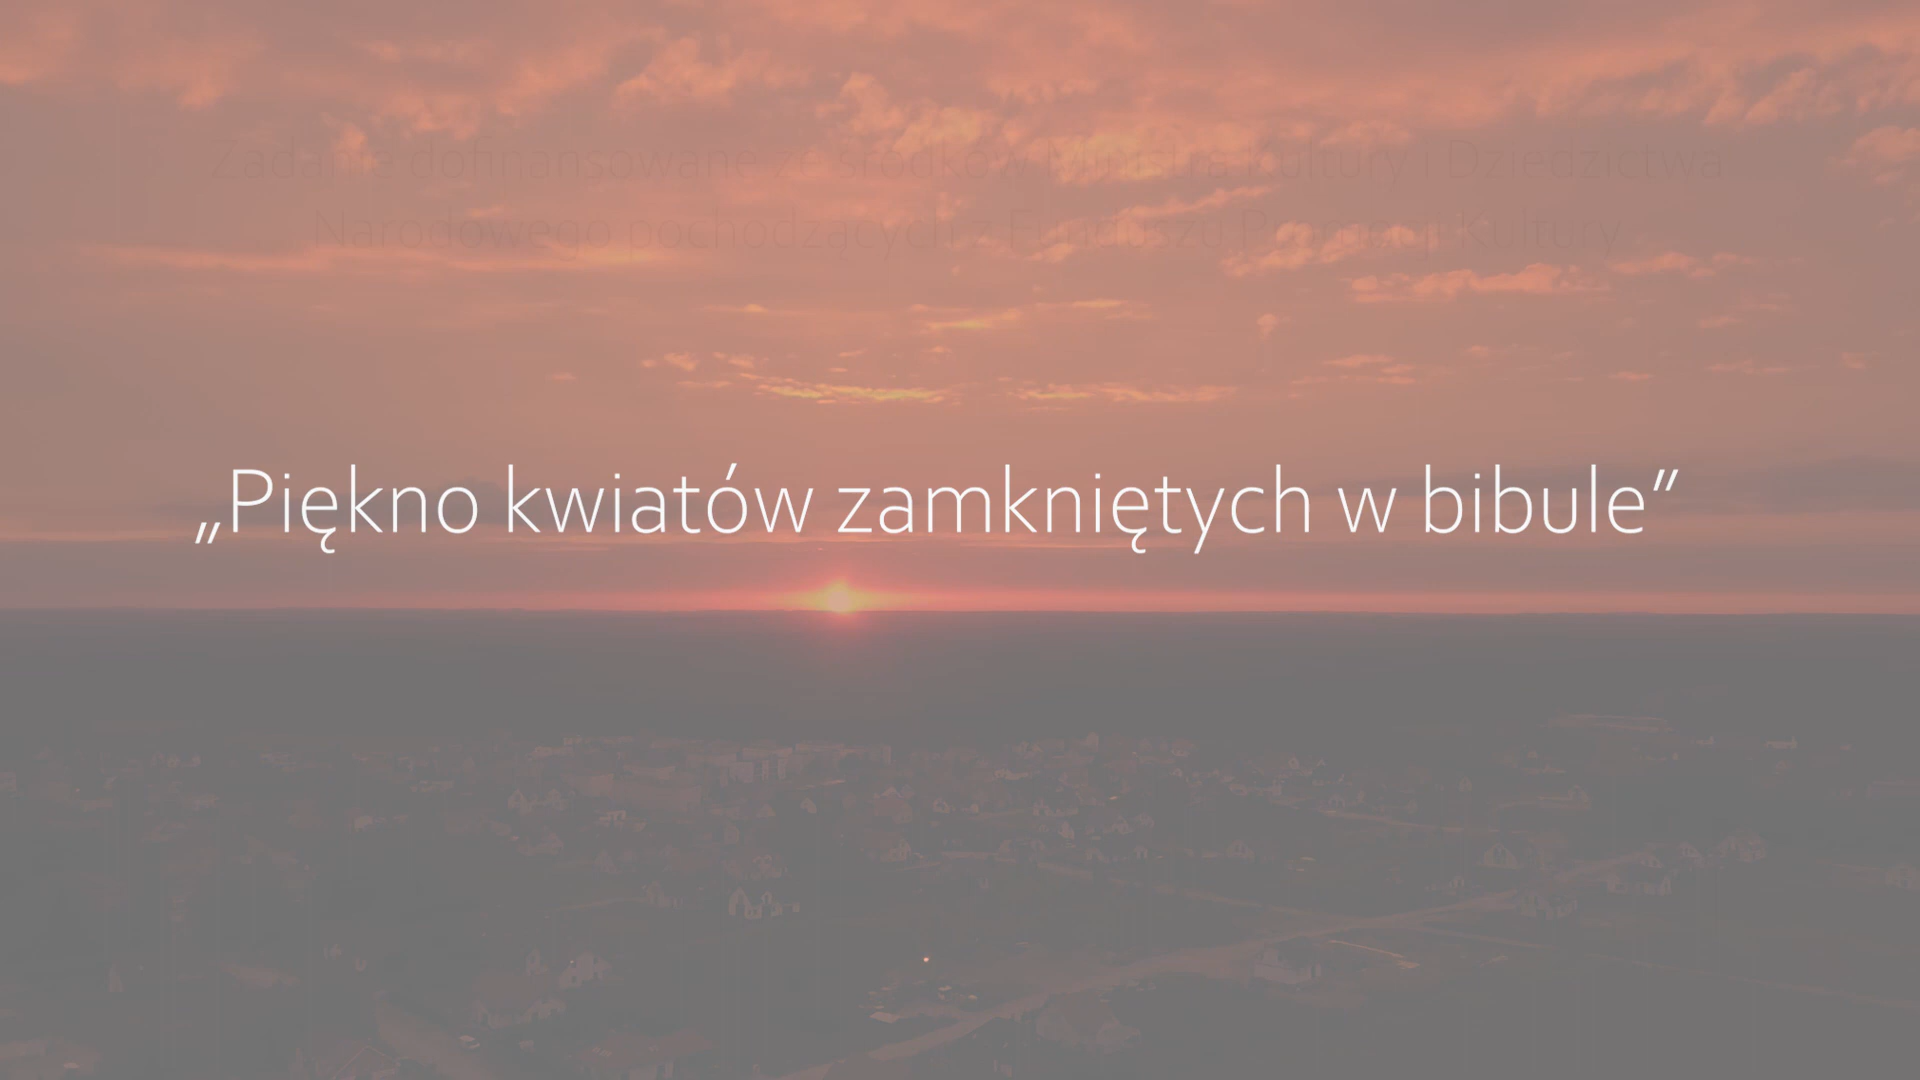 Zadanie dofinansowane ze środków Ministra Kultury i Dziedzictwa
Narodowego pochodzących z Funduszu Promocji Kultury
„Piękno kwiatów zamkniętych w bibule”